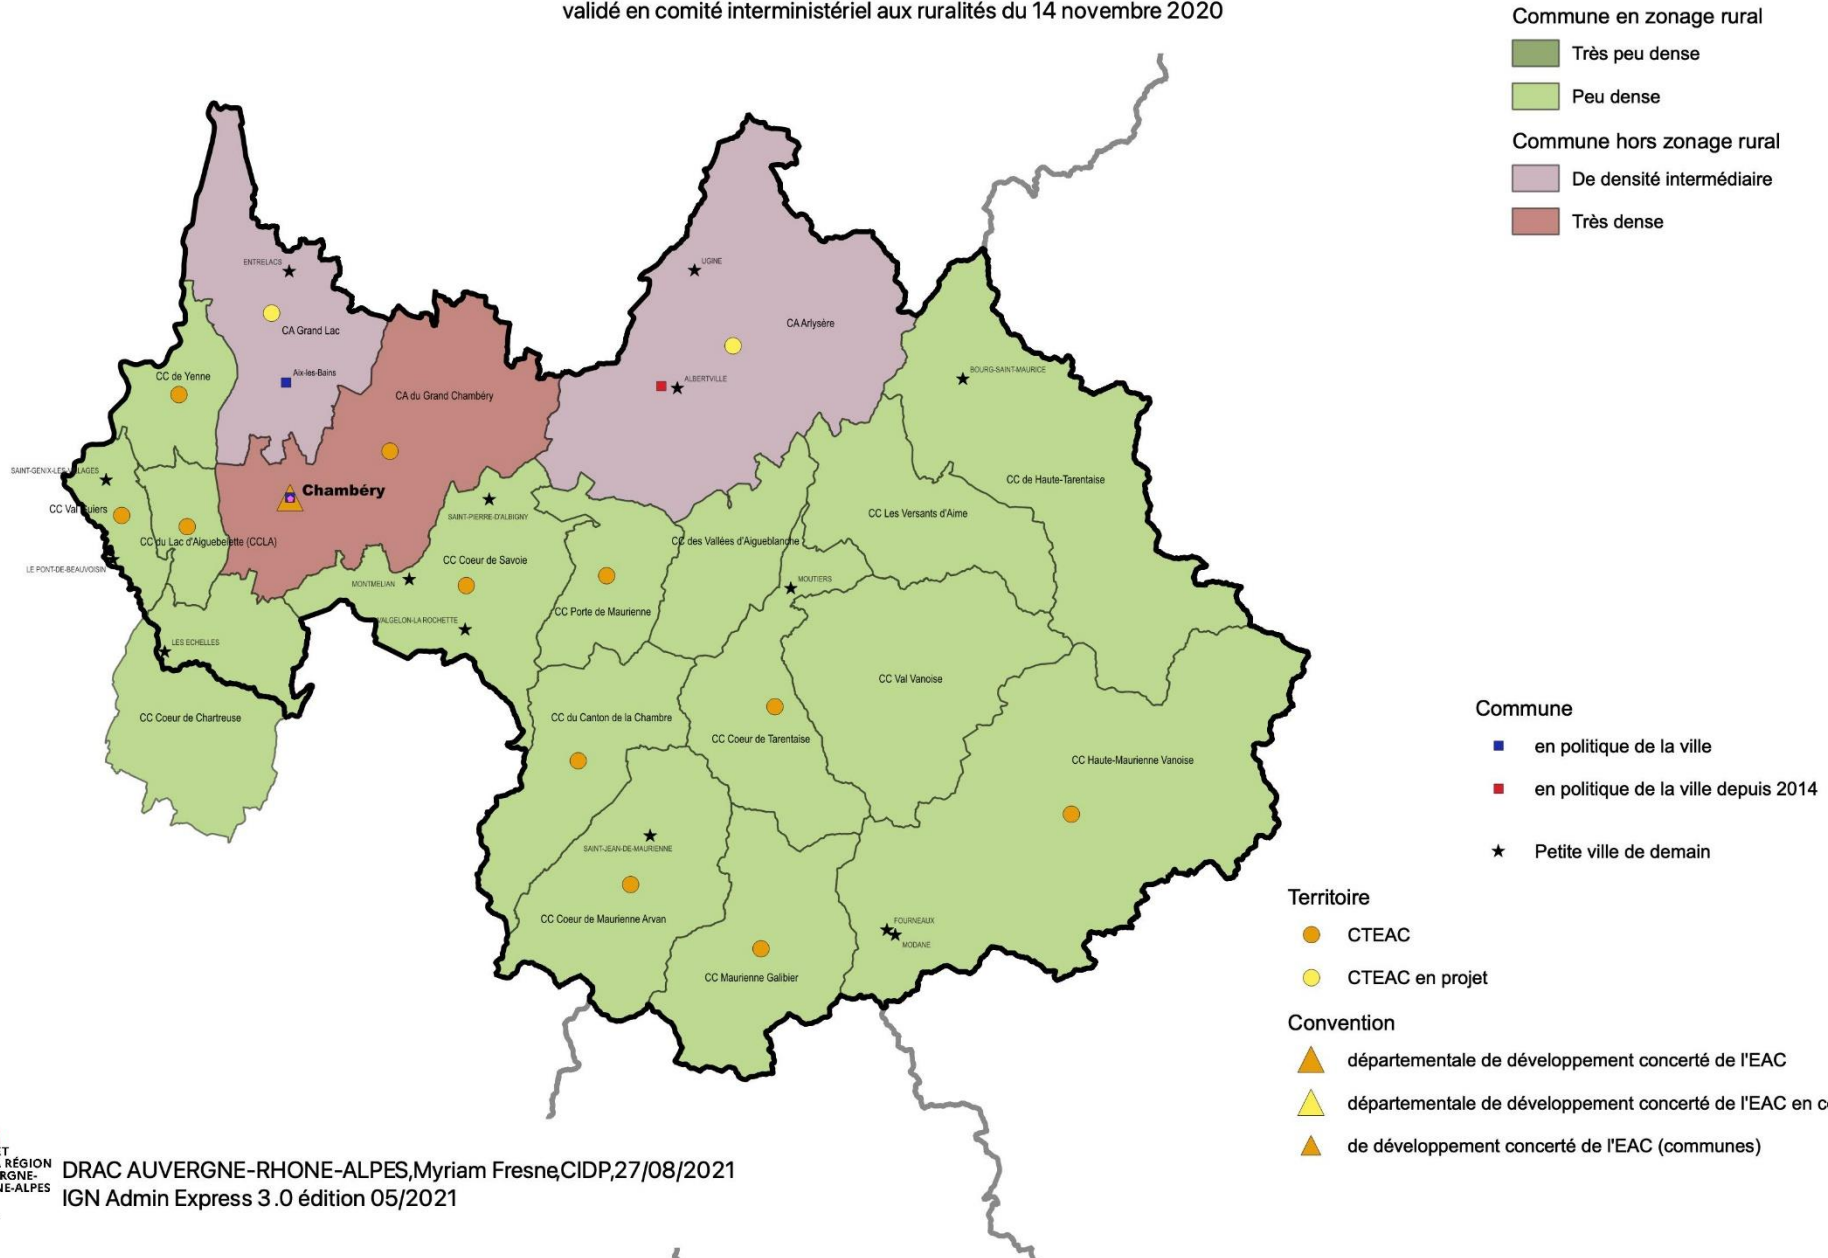 validé en comité interministériel aux ruralités du 14 novembre 2020
Commune en zonage rural
Très peu dense
Peu dense
Commune hors zonage rural
De densité intermédiaire
Très dense
ENTRELACS
UGINE
CA Grand Lac
CA Arlysère
Aix-les-Bains
CC de Yenne
ALBERTVILLE
BOURG-SAINT-MAURICE
CA du Grand Chambéry
SAINT-GENIX-LES-VILLAGES
CC de Haute-Tarentaise
Chambéry
CC Val Guiers
SAINT-PIERRE-D'ALBIGNY
CC Les Versants d'Aime
CC du Lac d'Aiguebelette (CCLA)
CC des Vallées d'Aigueblanche
CC Coeur de Savoie
LE PONT-DE-BEAUVOISIN
MONTMELIAN
MOUTIERS
CC Porte de Maurienne
VALGELON-LA ROCHETTE
LES ECHELLES
CC Val Vanoise
CC Coeur de Chartreuse
CC du Canton de la Chambre
CC Coeur de Tarentaise
CC Haute-Maurienne Vanoise
SAINT-JEAN-DE-MAURIENNE
CC Coeur de Maurienne Arvan
FOURNEAUX
MODANE
CC Maurienne Galibier
Commune
en politique de la ville
en politique de la ville depuis 2014
Petite ville de demain
Territoire
CTEAC
CTEAC en projet
Convention
départementale de développement concerté de l'EAC
départementale de développement concerté de l'EAC en
de développement concerté de l'EAC (communes)
RÉGION
DRAC AUVERGNE-RHONE-ALPES,Myriam Fresne,CIDP,27/08/2021
IGN Admin Express 3.0 édition 05/2021